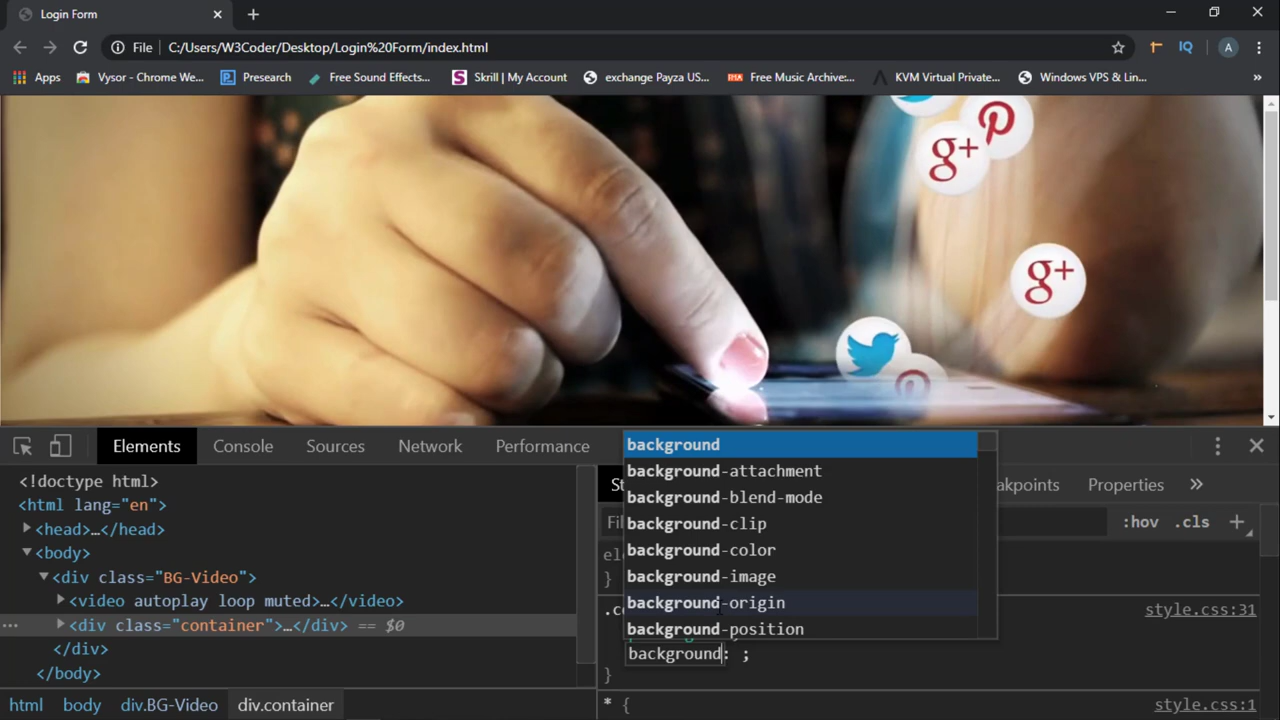 Login Form
File
C:/Users/W3Coder/Desktop/Login%20Form/index.html
IQ
A
Apps
Vysor - Chrome We...
Presearch
Free Sound Effects...
Skrill | My Account
exchange Payza US...
Free Music Archive:...
KVM Virtual Private...
Windows VPS & Lin...
»
g+
g+
Elements
Console
Sources
Network
Performance
<!doctype html>
<html lang="en">
<head>…</head>
<body>
<div class="BG-Video">
<video autoplay loop muted>…</video>
<div class="container">…</div> == $0
</div>
</body>
html
body
div.BG-Video
div.container
background
background-attachment
background-blend-mode
background-clip
background-color
background-image
background-origin
background-position
Properties
»
:hov
.cls
+
}
style.css:31
background: ;
}
* {
style.css:1